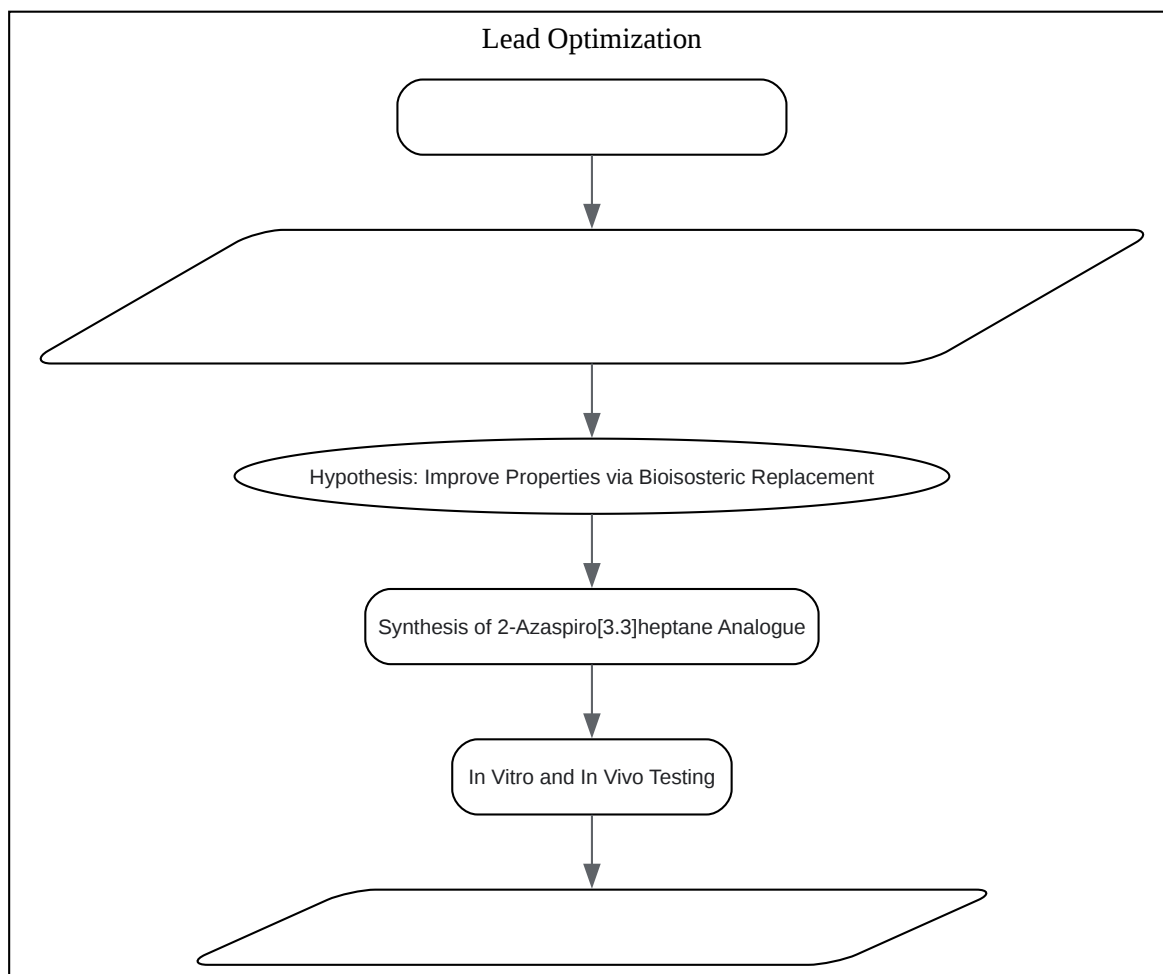 Lead Optimization
Hypothesis: Improve Properties via Bioisosteric Replacement
Synthesis of 2-Azaspiro[3.3]heptane Analogue
In Vitro and In Vivo Testing